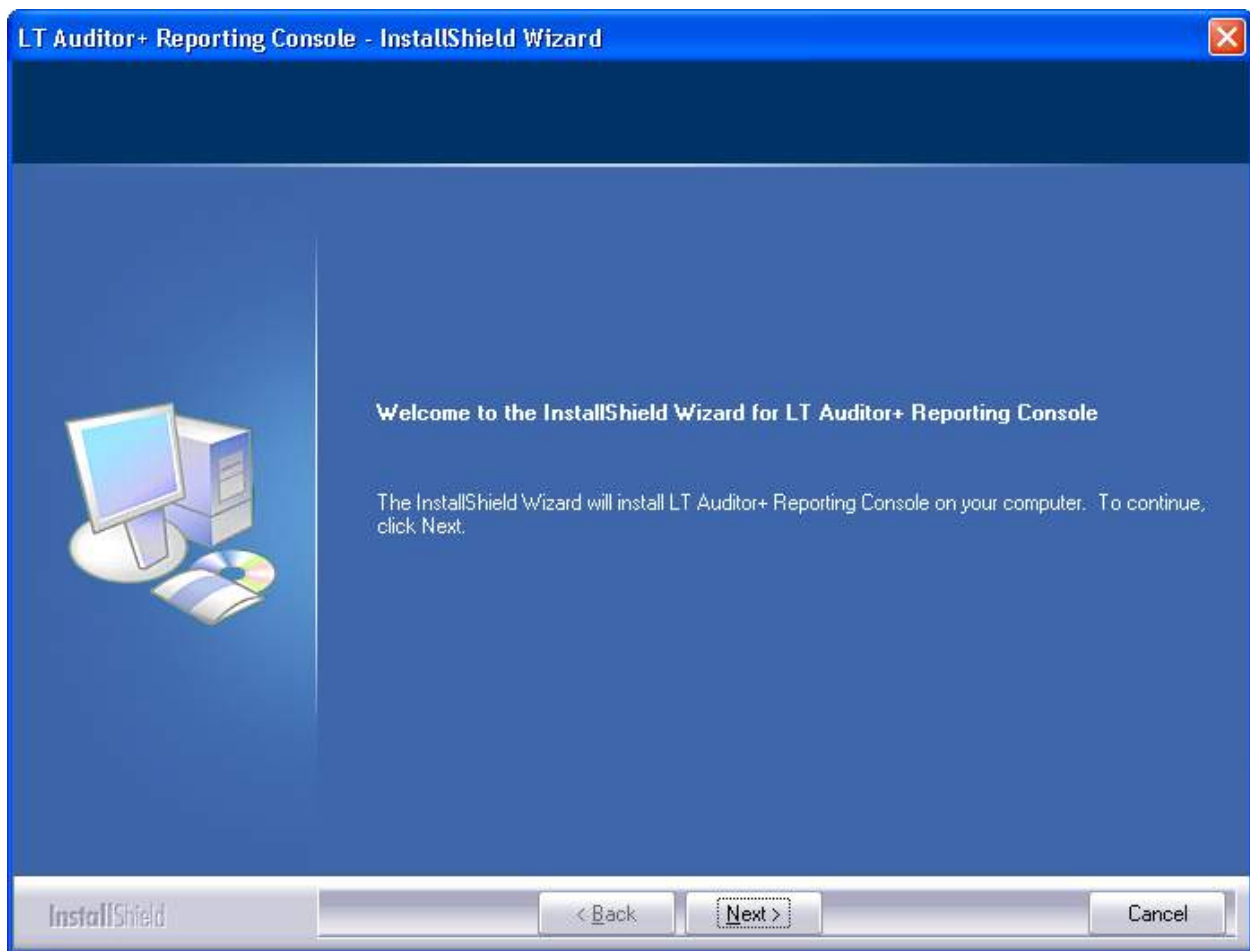 LT Auditor+ Reporting Console - InstallShield Wizard
Welcome to the InstallShield Wizard for LT Auditor+ Reporting Console
The InstallShield Wizard will install LT Auditor+ Reporting Console on your computer. To continue,
click Next.
InstallShield
< Back
Next >
Cancel